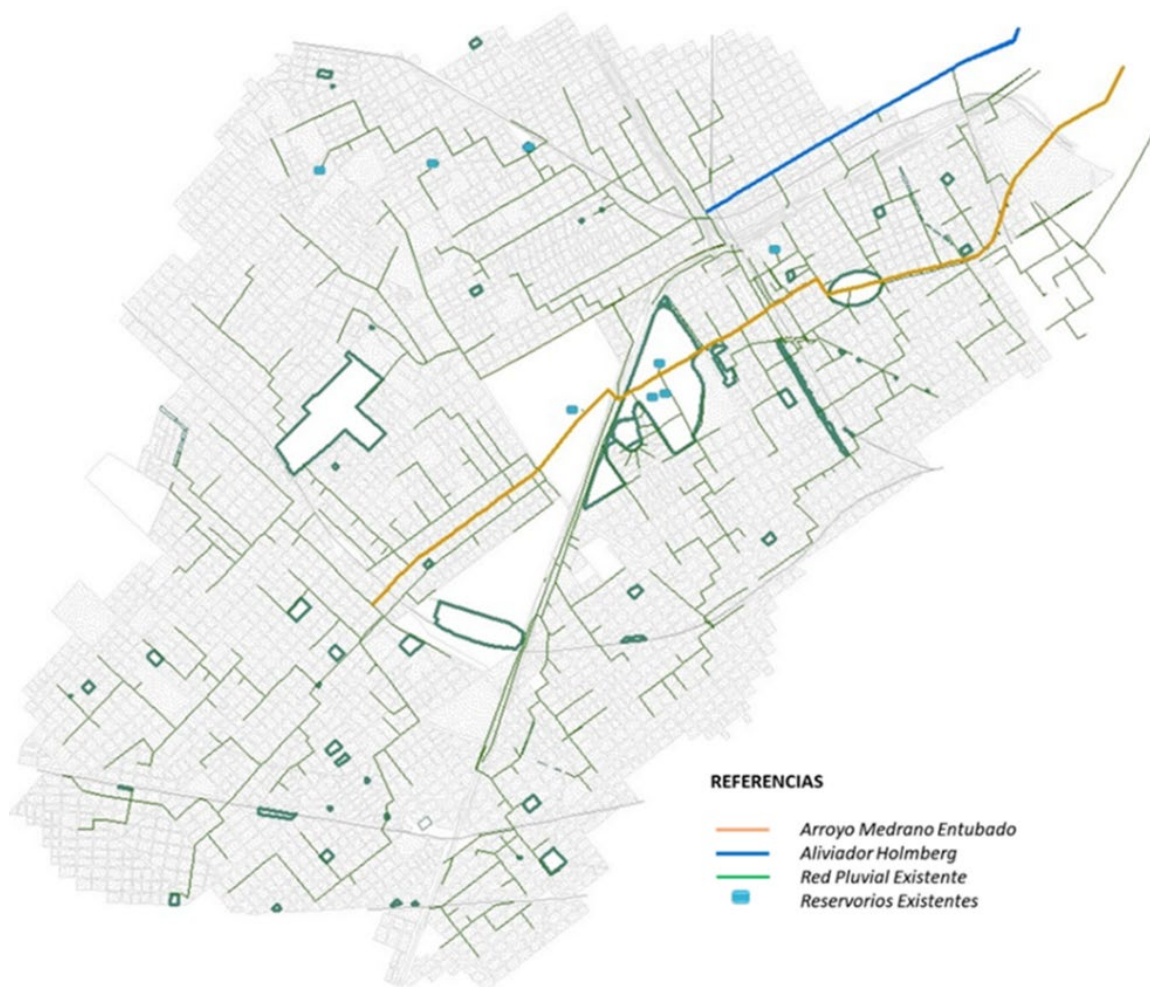 REFERENCIAS
Arroyo Medrano Entubado
Aliviador Holmberg
Red Pluvial Existente
Reservorios Existentes